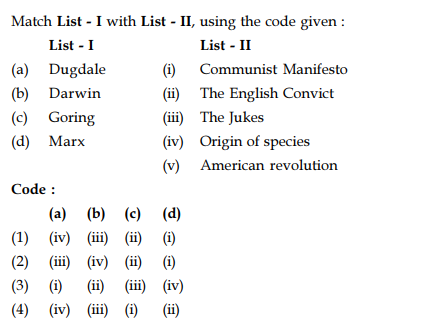 Match List - I with List - II, using the code given :
List - I List - II
(a) Dugdale (i) Communist Manifesto
(b) Darwin (ii) The English Convict
(c) Goring (iii) The Jukes
(d) Marx (iv) Origin of species
(v) American revolution
Code :
(a) (b) (c) (d)
(1) (iv) (iii) (ii) (i)
(2) (iii) (iv) (ii) (i)
(3) (i) (ii) (iii) (iv)
(4) (iv) (iii) (i) (ii)